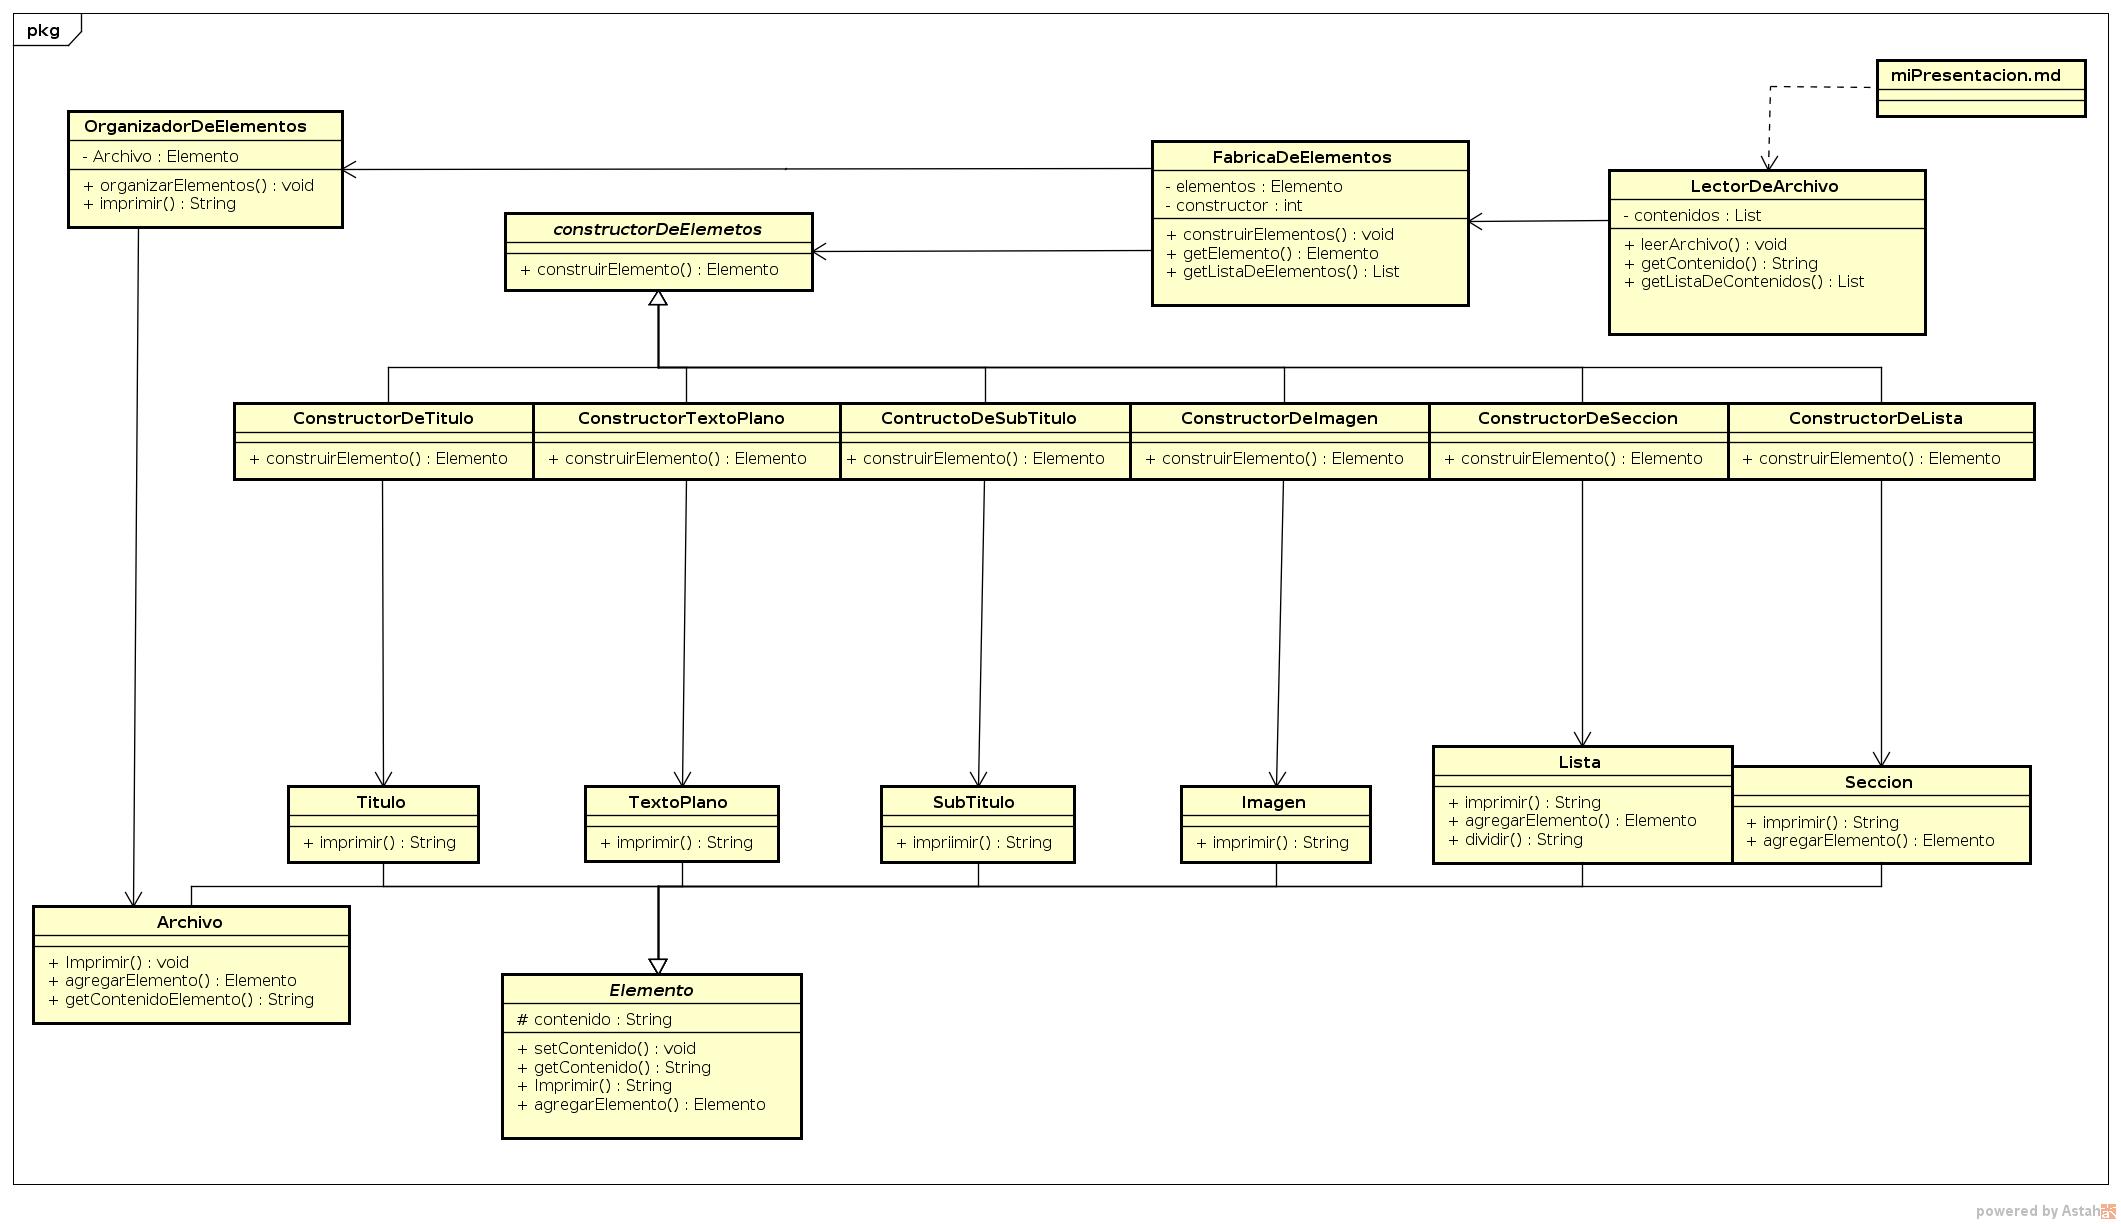 pkg
miPresentacion.md
OrganizadorDeElementos
- Archivo : Elemento
+ organizarElementos() : void
+ imprimir() : String
FabricaDeElementos
- elementos : Elemento
- constructor : int
+ construirElementos() : void
+ getElemento() : Elemento
+ getListaDeElementos() : List
LectorDeArchivo
- contenidos : List
+ leerArchivo() : void
+ getContenido() : String
+ getListaDeContenidos() : List
constructorDeElemetos
+ construirElemento() : Elemento
ConstructorDeTitulo
+ construirElemento() : Elemento
ConstructorTextoPlano
+ construirElemento() : Elemento
ContructoDeSubTitulo
+ construirElemento() : Elemento
ConstructorDeImagen
+ construirElemento() : Elemento
ConstructorDeSeccion
+ construirElemento() : Elemento
ConstructorDeLista
+ construirElemento() : Elemento
Titulo
+ imprimir() : String
TextoPlano
+ imprimir() : String
SubTitulo
+ impriimir() : String
Imagen
+ imprimir() : String
Lista
+ imprimir() : String
+ agregarElemento() : Elemento
+ dividir() : String
Seccion
+ imprimir() : String
+ agregarElemento() : Elemento
Archivo
+ Imprimir() : void
+ agregarElemento() : Elemento
+ getContenidoElemento() : String
Elemento
# contenido : String
+ setContenido() : void
+ getContenido() : String
+ Imprimir() : String
+ agregarElemento() : Elemento
powered by Astah